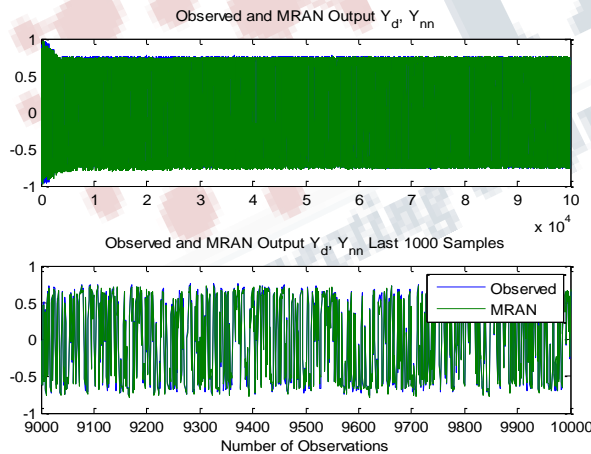 Observed and MRAN Output Y_d, Y_nn
1
0.5
0
-0.5
-1
0 1 2 3 4 5 6 7 8 9 10
x 10^4
Observed and MRAN Output Y_d, Y_nn Last 1000 Samples
1
0.5
0
-0.5
-1
Observed
MRAN
9000 9100 9200 9300 9400 9500 9600 9700 9800 9900 10000
Number of Observations